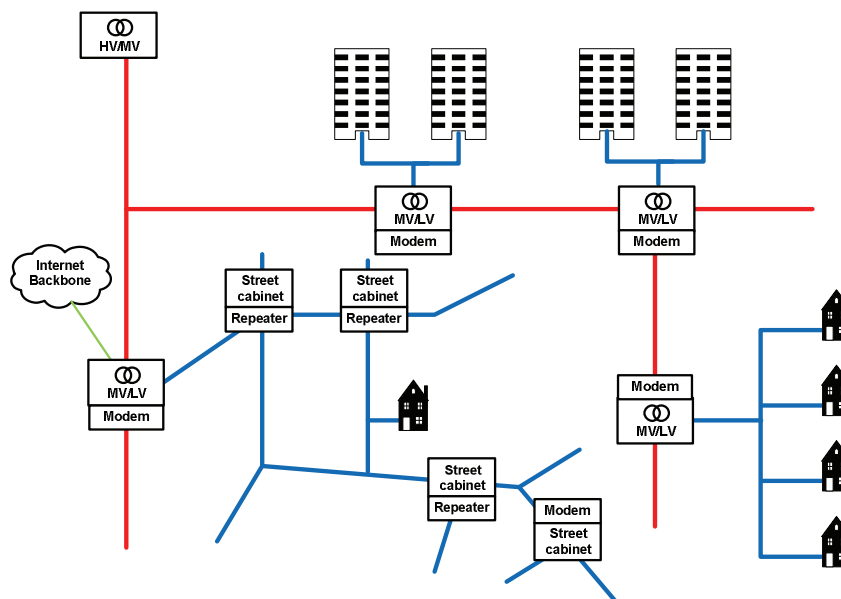 HV/MV
MV/LV
Modem
MV/LV
Modem
Internet
Backbone
Street
cabinet
Repeater
Street
cabinet
Repeater
MV/LV
Modem
Modem
MV/LV
Street
cabinet
Repeater
Modem
Street
cabinet